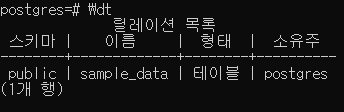 postgres=# ₩dt
릴레이션 목록
스키마 | 이름 | 형태 | 소유주
--------+-------------+--------+----------
public | sample_data | 테이블 | postgres
(1개 행)